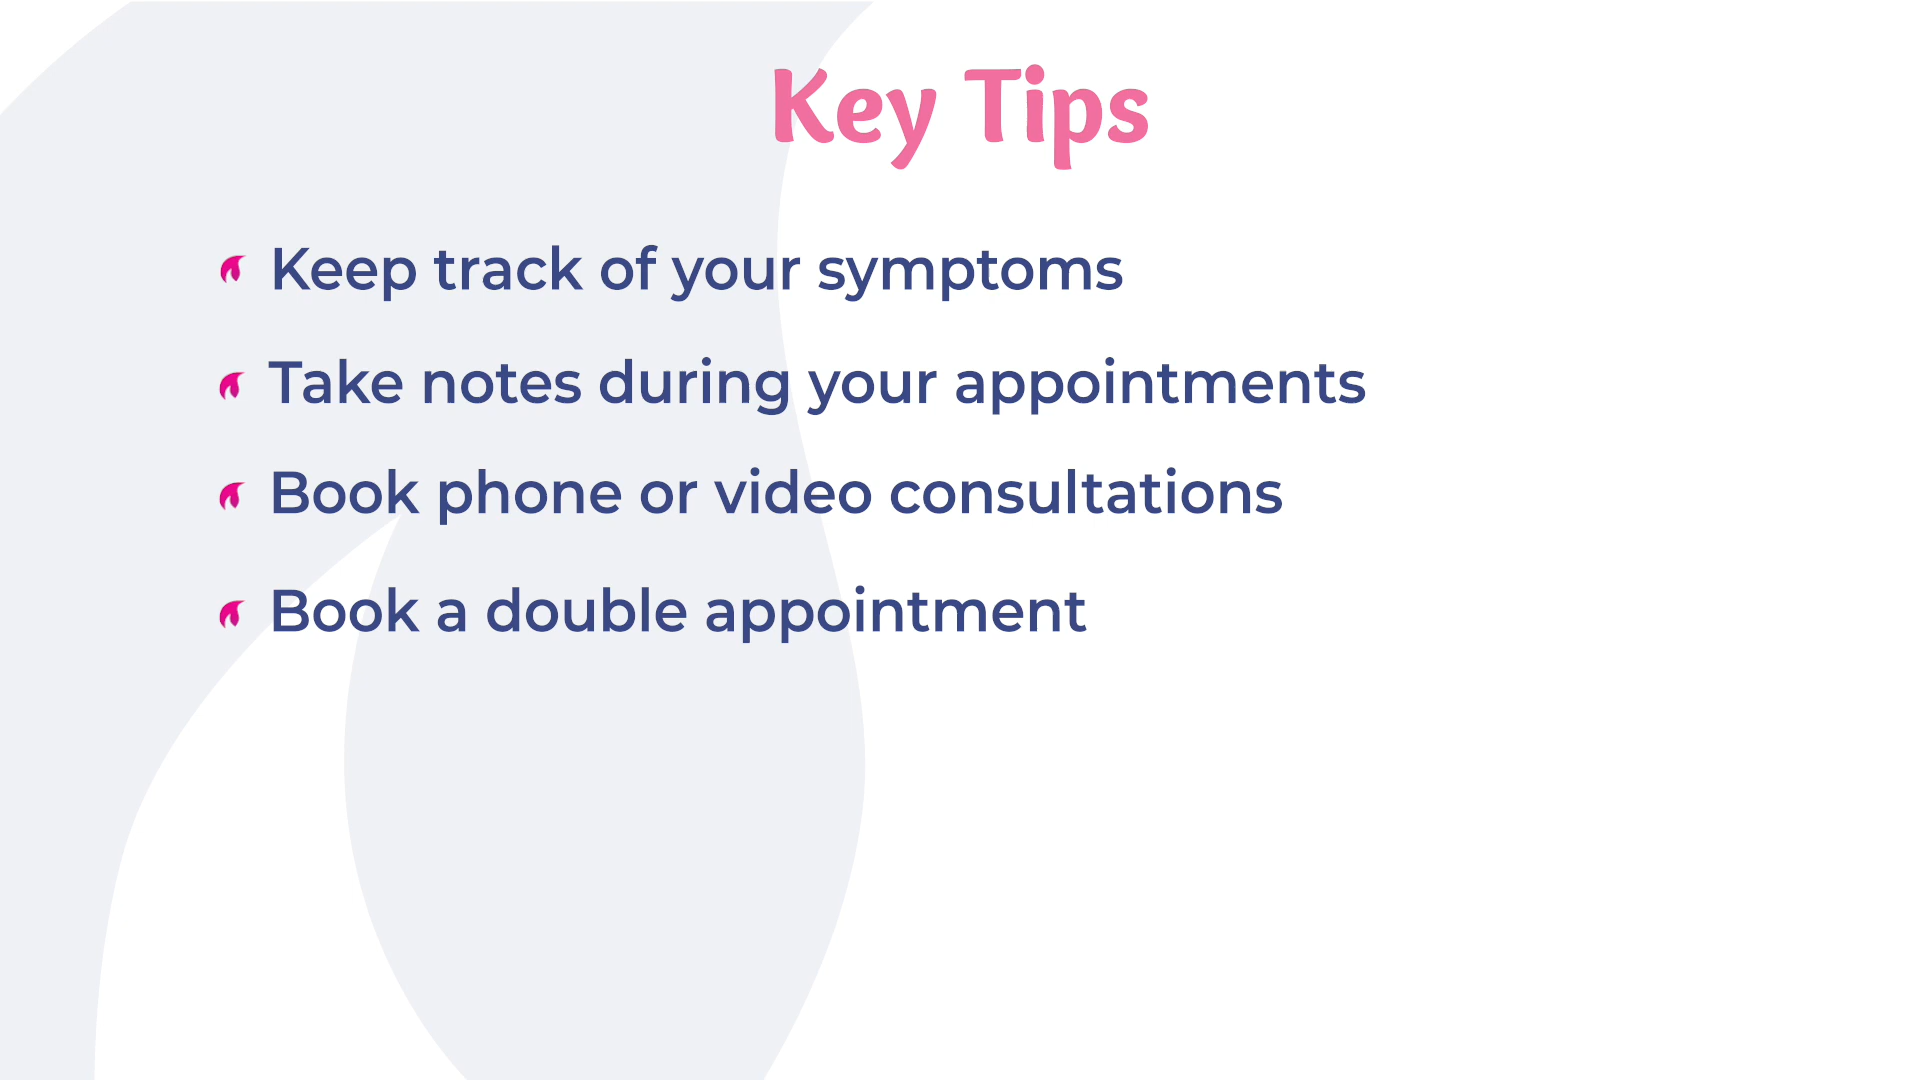 Key Tips
Keep track of your symptoms
Take notes during your appointments
Book phone or video consultations
Book a double appointment